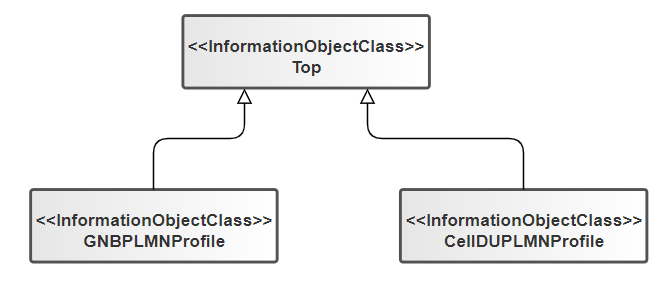 <<InformationObjectClass>>
Top
<<InformationObjectClass>>
GNBPLMNProfile
<<InformationObjectClass>>
CellDUPLMNProfile